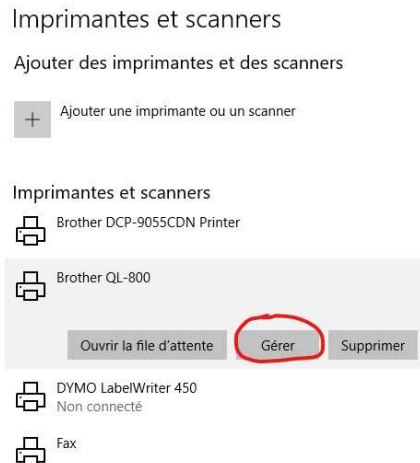 Imprimantes et scanners
Ajouter des imprimantes et des scanners
Ajouter une imprimante ou un scanner
Imprimantes et scanners
Brother DCP-9055CDN Printer
Brother QL-800
Ouvrir la file d'attente Gérer Supprimer
DYMO LabelWriter 450
Non connecté
Fax